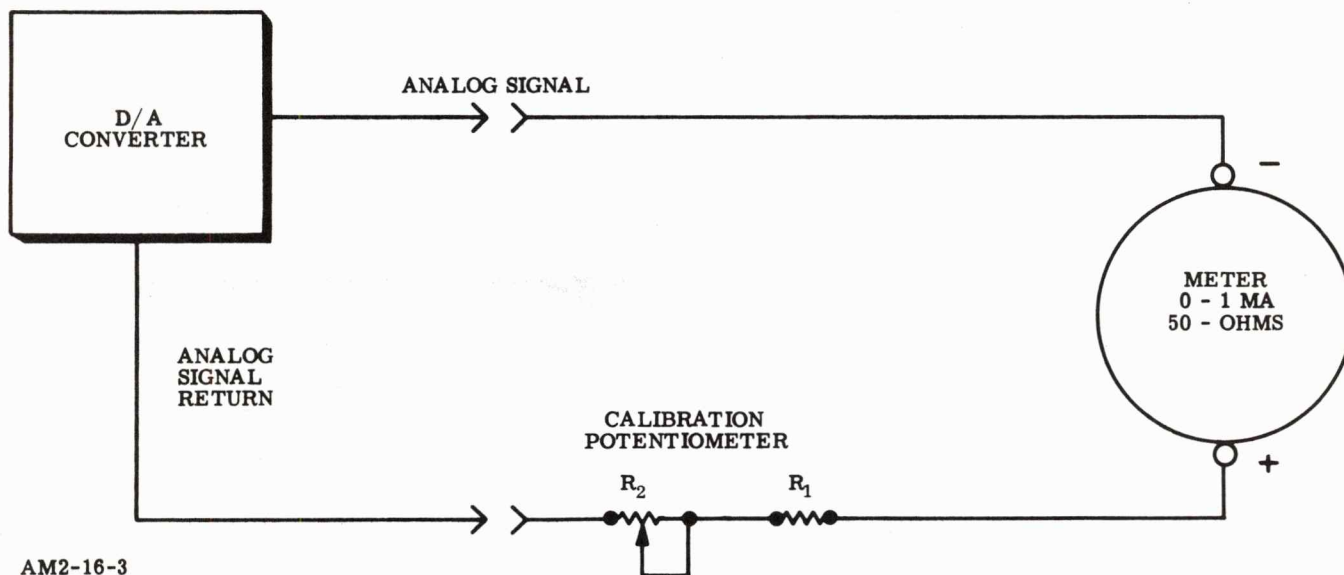 D/A
CONVERTER
ANALOG SIGNAL
−
METER
0 - 1 MA
50 - OHMS
+
ANALOG
SIGNAL
RETURN
CALIBRATION
POTENTIOMETER
R₂
R₁
AM2-16-3